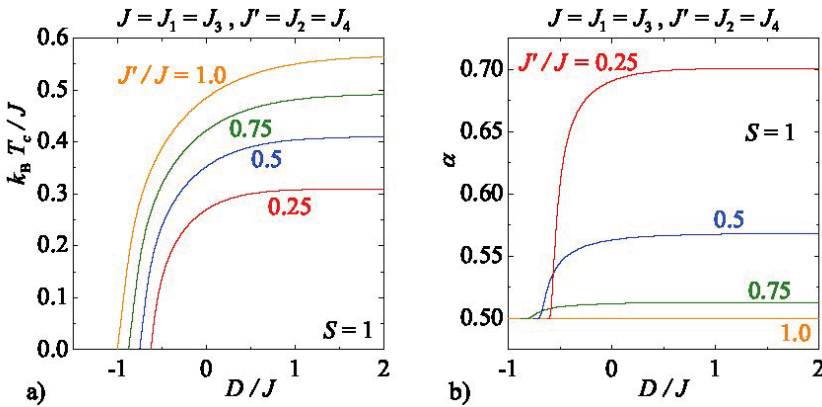 J = J₁ = J₃ , J' = J₂ = J₄
0.6
0.5
0.4
0.3
0.2
0.1
0.0
k_B T_c / J
J' / J = 1.0
0.75
0.5
0.25
S = 1
-1
0
1
2
a)
D / J
J = J₁ = J₃ , J' = J₂ = J₄
0.70
0.65
0.60
0.55
0.50
α
J' / J = 0.25
S = 1
0.5
0.75
1.0
-1
0
1
2
b)
D / J